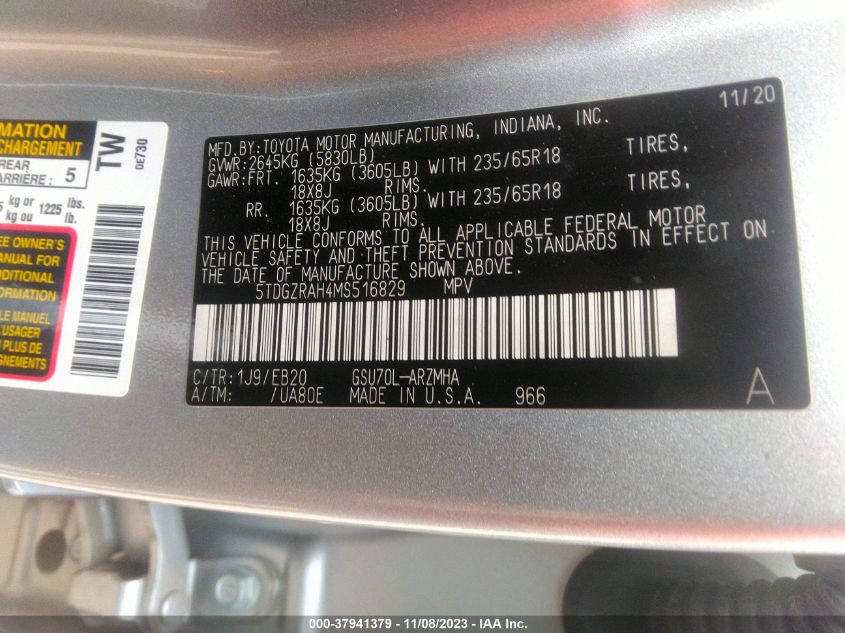 MATION
CHARGEMENT
REAR
ARRIÈRE: 5
kg or 1225 lbs.
kg ou lb.
EE OWNER'S
MANUAL FOR
ADDITIONAL
FORMATION
LE MANUEL
L'USAGER
PLUS DE
GNEMENTS
TW
0E730
11/20
MFD.BY:TOYOTA MOTOR MANUFACTURING, INDIANA, INC.
GVWR:2645KG (5830LB)
GAWR:FRT. 1635KG (3605LB) WITH 235/65R18 TIRES,
18X8J RIMS.
RR. 1635KG (3605LB) WITH 235/65R18 TIRES,
18X8J RIMS.
THIS VEHICLE CONFORMS TO ALL APPLICABLE FEDERAL MOTOR
VEHICLE SAFETY AND THEFT PREVENTION STANDARDS IN EFFECT ON
THE DATE OF MANUFACTURE SHOWN ABOVE.
5TDGZRAH4MS516829 MPV
C/TR:1J9/EB20 GSU70L-ARZMHA
A/TM: /UA80E MADE IN U.S.A. 966 A
000-37941379 - 11/08/2023 - IAA Inc.